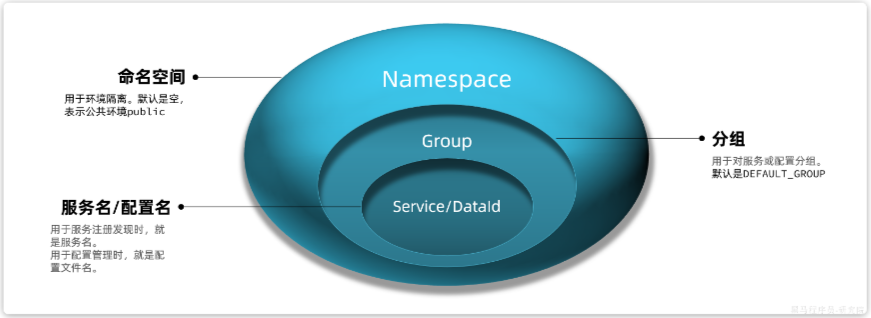 命名空间
用于环境隔离。默认是空，
表示公共环境public
Namespace
Group
分组
用于对服务或配置分组。
默认是DEFAULT_GROUP
服务名/配置名
用于服务注册发现时，就
是服务名。
用于配置管理时，就是配
置文件名。
Service/DataId